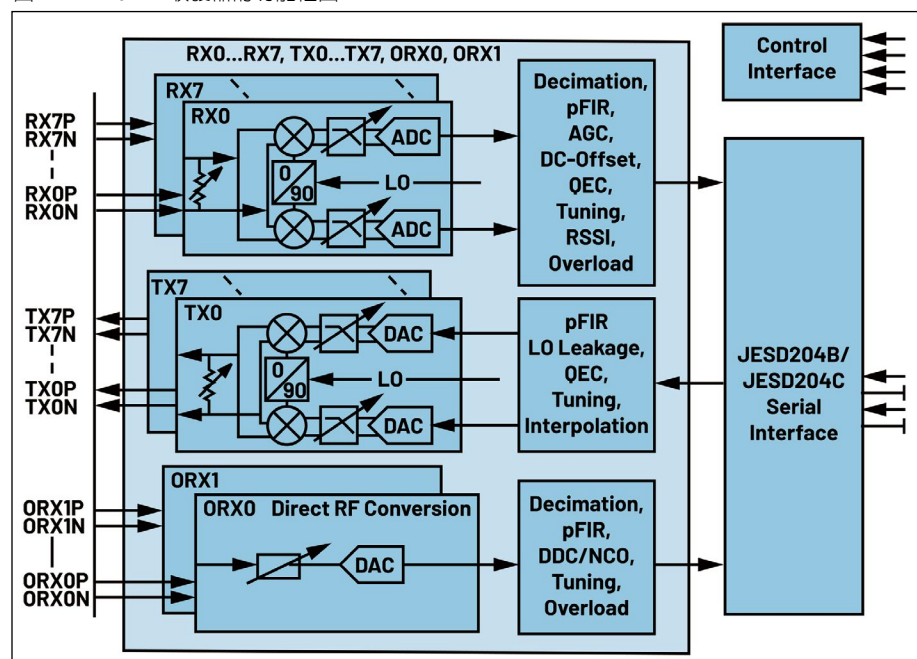 RX0...RX7, TX0...TX7, ORX0, ORX1
Control
Interface
RX7
RX0
RX7P
RX7N
RX0P
RX0N
ADC
0
90
LO
ADC
Decimation,
pFIR,
AGC
DC-Offset,
QEC,
Tuning,
RSSI,
Overload
TX7
TX0
TX7P
TX7N
TX0P
TX0N
DAC
0
90
LO
DAC
pFIR
LO Leakage,
QEC,
Tuning,
Interpolation
JESD204B/
JESD204C
Serial
Interface
ORX1
ORX0 Direct RF Conversion
ORX1P
ORX1N
ORX0P
ORX0N
DAC
Decimation,
pFIR,
DDC/NCO,
Tuning,
Overload